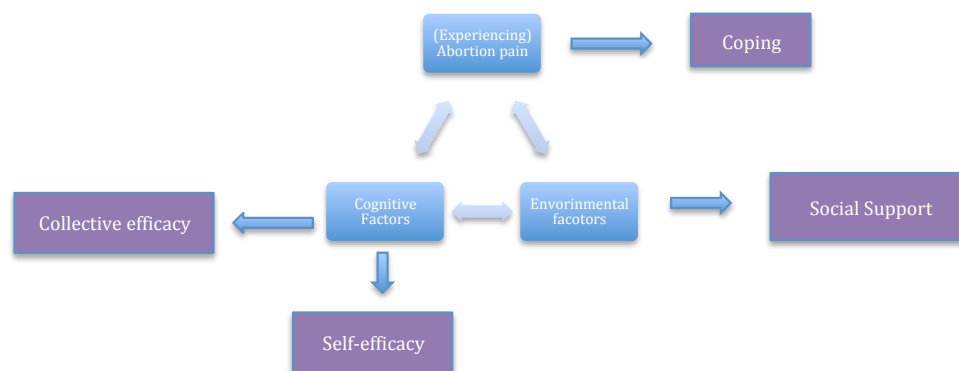 (Experiencing)
Abortion pain
Coping
Collective efficacy
Cognitive
Factors
Envorinmental
facotors
Social Support
Self-efficacy